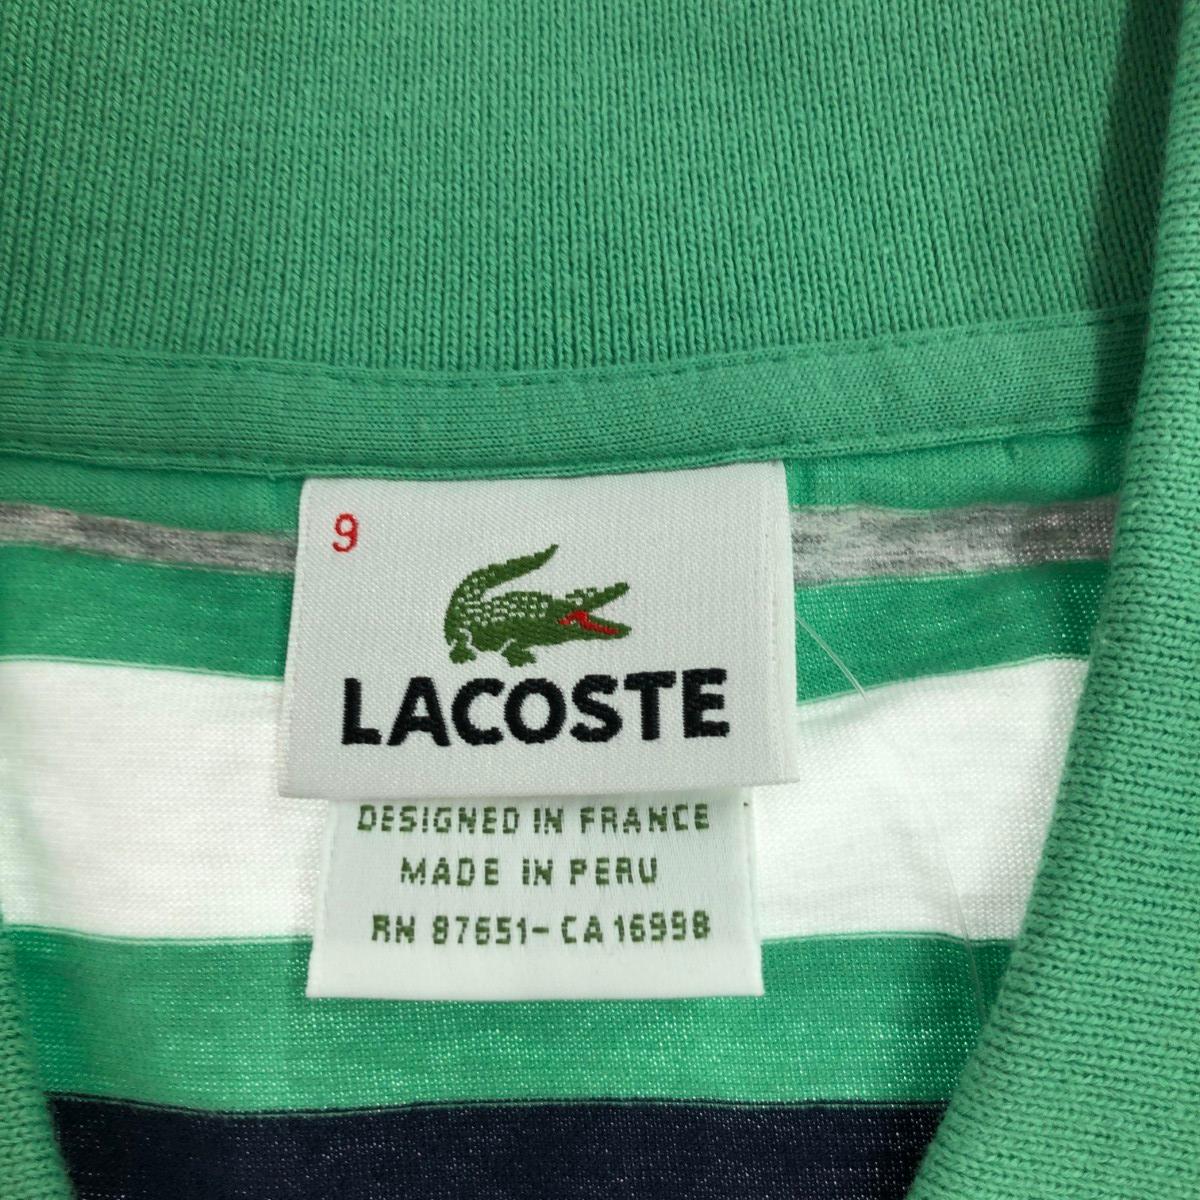 9
LACOSTE
DESIGNED IN FRANCE
MADE IN PERU
RN 87651-CA 16998